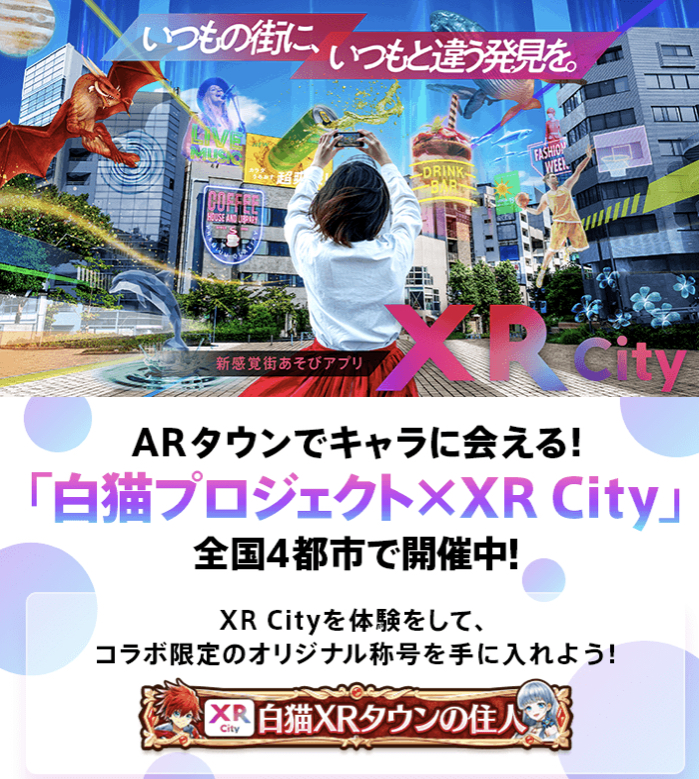 いつもの街に、
いつもと違う発見を。
LIVE
MUSIC
超変
COFFEE
HOUSE AND BAKERY
DRINK
BAR
FASHION
WEEK
新感覚街あそびアプリ
XR City
ARタウンでキャラに会える!
「白猫プロジェクト×XR City」
全国4都市で開催中!
XR Cityを体験をして、
コラボ限定のオリジナル称号を手に入れよう!
XR
City
白猫XRタウンの住人